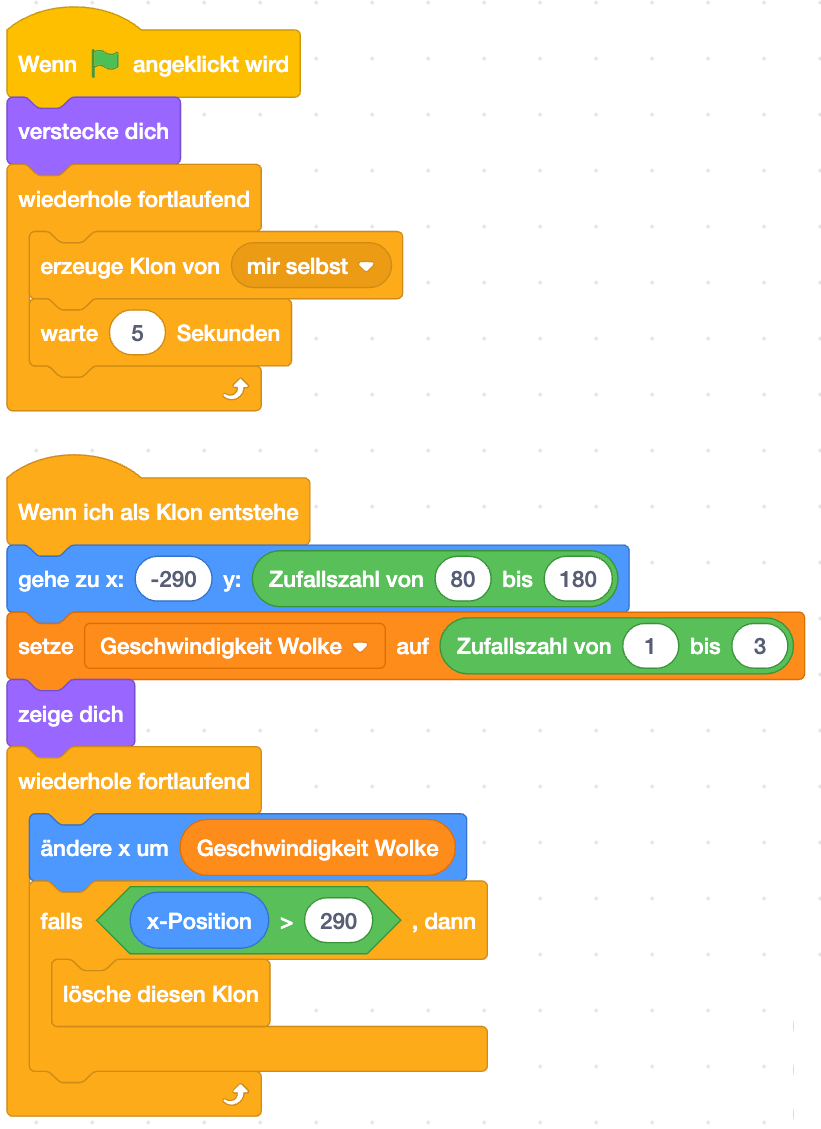 Wenn angeklickt wird
verstecke dich
wiederhole fortlaufend
erzeuge Klon von mir selbst
warte 5 Sekunden
Wenn ich als Klon entstehe
gehe zu x: -290 y: Zufallszahl von 80 bis 180
setze Geschwindigkeit Wolke auf Zufallszahl von 1 bis 3
zeige dich
wiederhole fortlaufend
ändere x um Geschwindigkeit Wolke
falls x-Position > 290 , dann
lösche diesen Klon